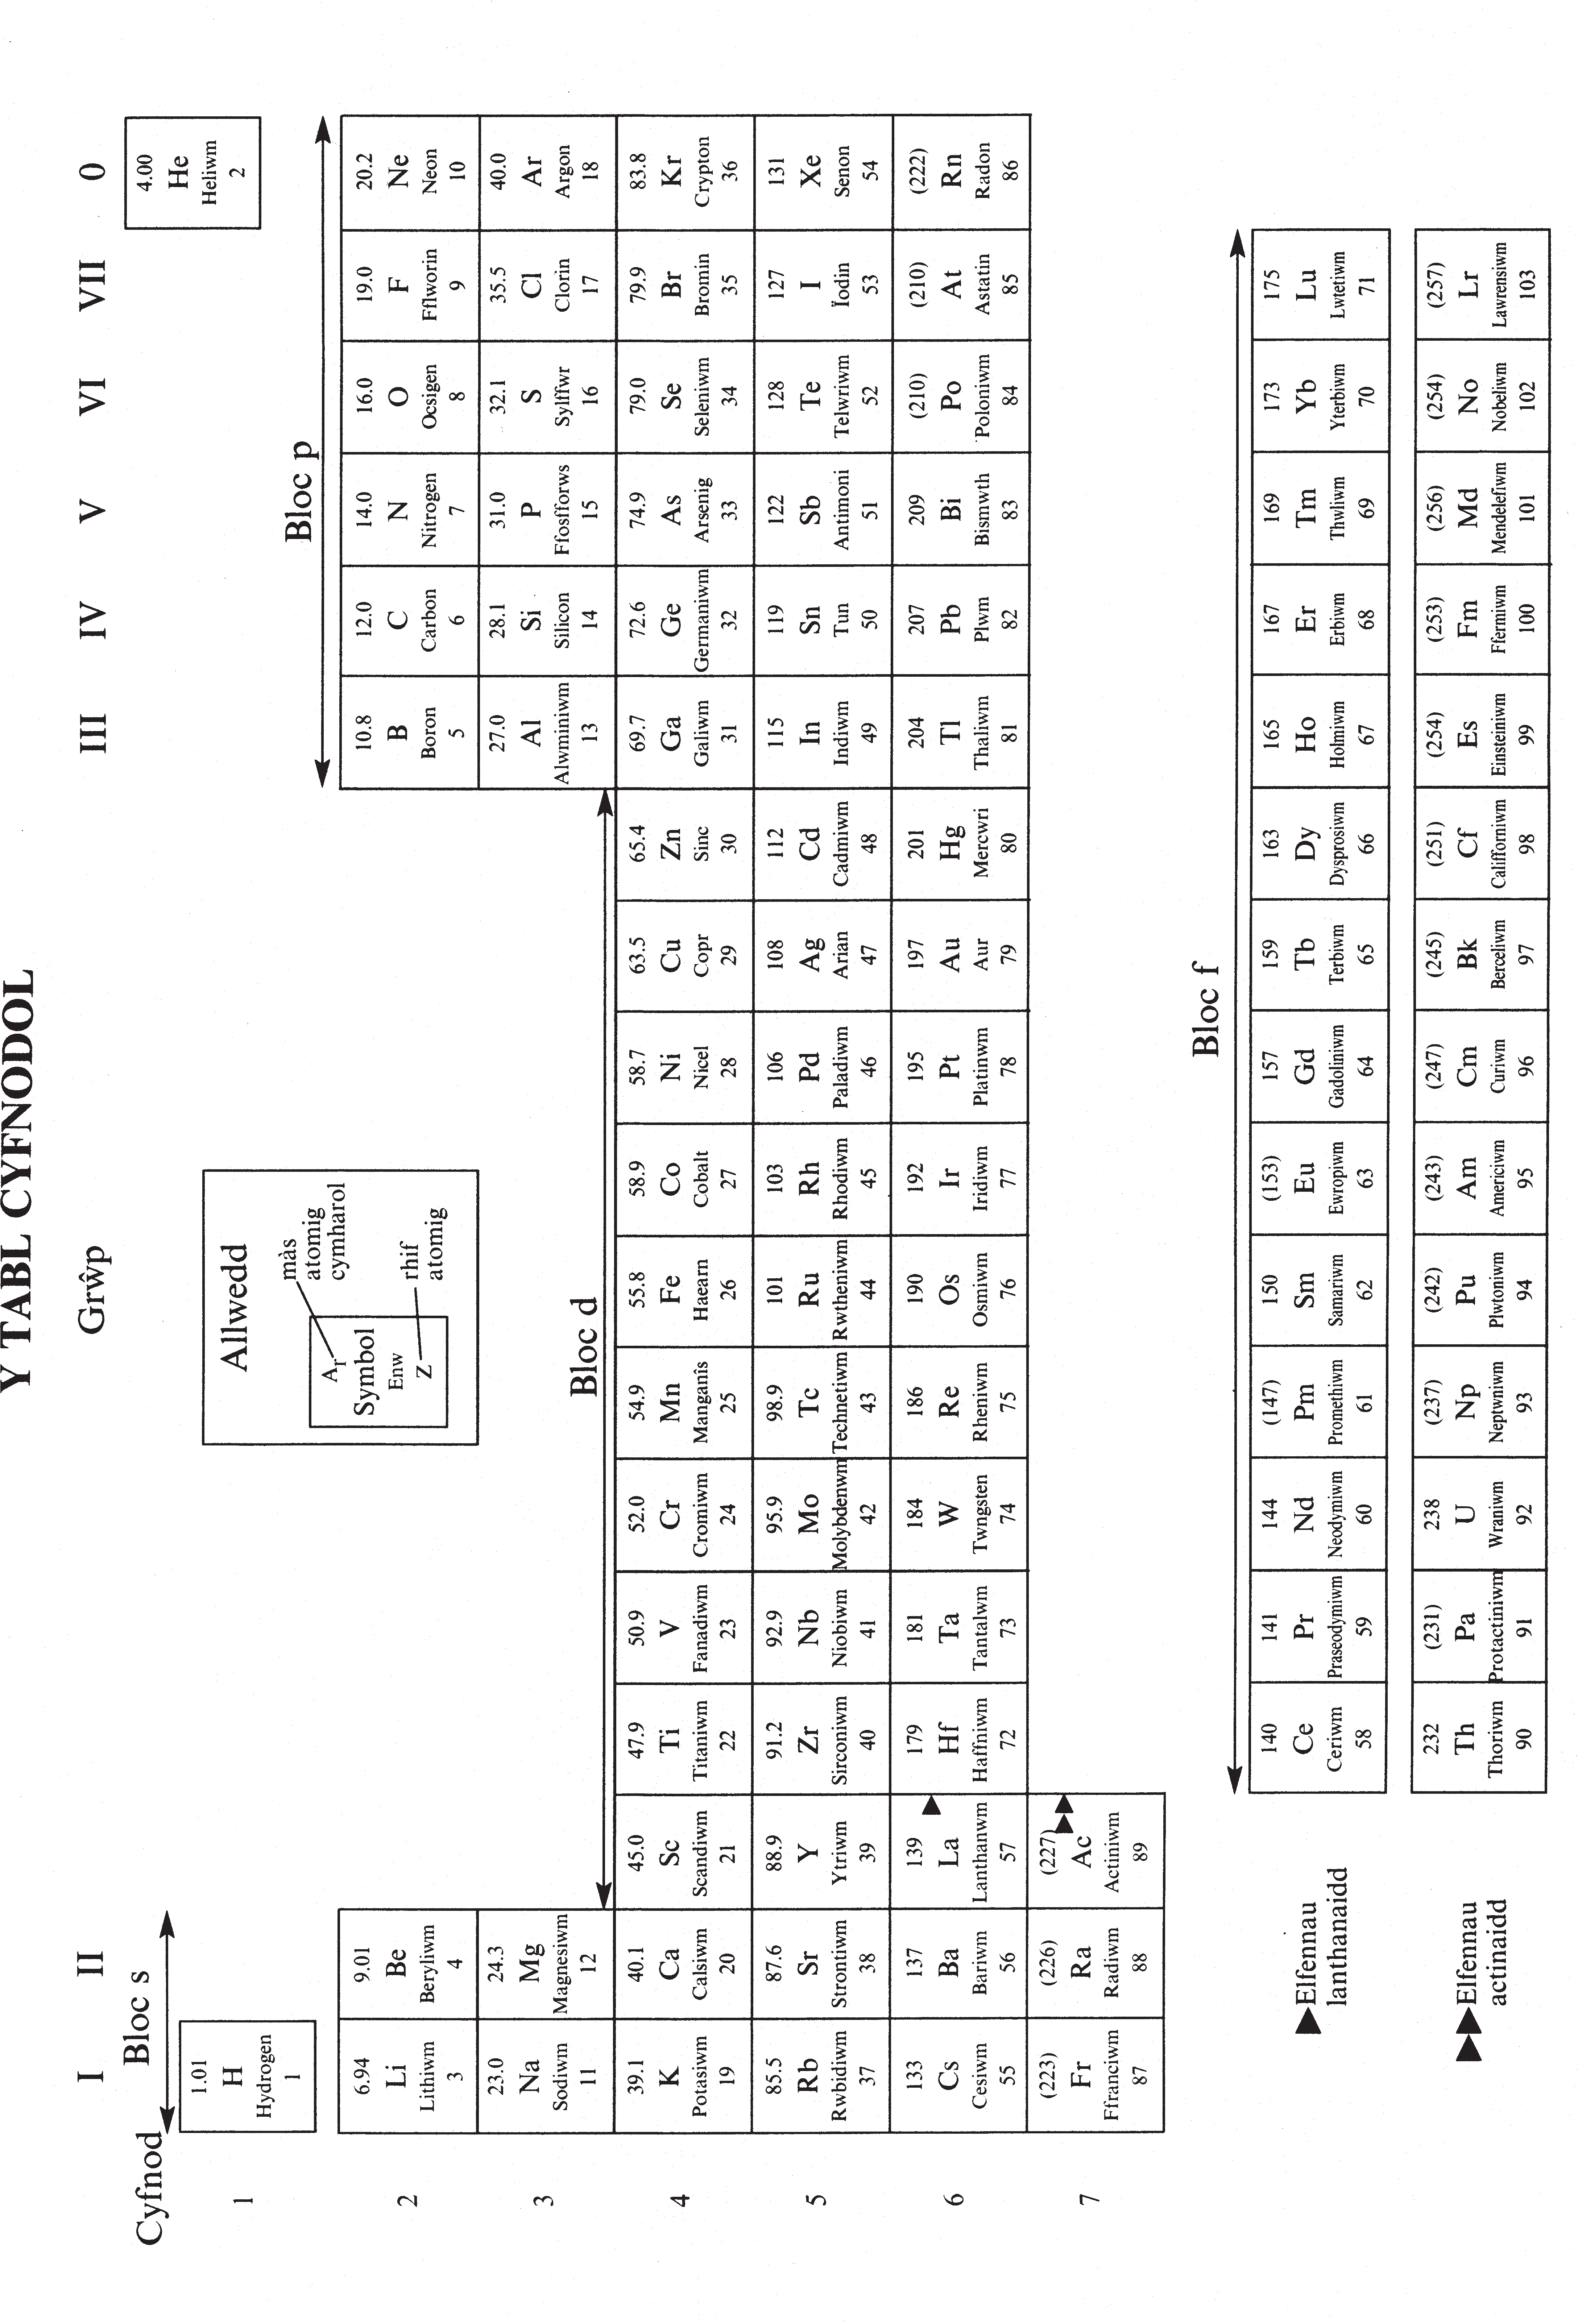 Y TABL CYFNODOL
Grŵp
I II III IV V VI VII 0
Cyfnod
Bloc s
Allwedd
A_r
Symbol
Enw
Z
màs
atomig
cymharol
rhif
atomig
1
1.01
H
Hydrogen
1
4.00
He
Heliwm
2
Bloc p
2
6.94 9.01 10.8 12.0 14.0 16.0 19.0 20.2
Li Be B C N O F Ne
Lithiwm Beryliwm Boron Carbon Nitrogen Ocsigen Fflworin Neon
3 4 5 6 7 8 9 10
3
23.0 24.3 27.0 28.1 31.0 32.1 35.5 40.0
Na Mg Al Si P S Cl Ar
Sodiwm Magnesiwm Alwminiwm Silicon Ffosfforws Sylffwr Clorin Argon
11 12 13 14 15 16 17 18
Bloc d
4
39.1 40.1 45.0 47.9 50.9 52.0 54.9 55.8 58.9 58.7 63.5 65.4 69.7 72.6 74.9 79.0 79.9 83.8
K Ca Sc Ti V Cr Mn Fe Co Ni Cu Zn Ga Ge As Se Br Kr
Potasiwm Calsiwm Scandiwm Titaniwm Fanadiwm Cromiwm Manganîs Haearn Cobalt Nicel Copr Sinc Galiwm Germaniwm Arsenig Seleniwm Bromin Crypton
19 20 21 22 23 24 25 26 27 28 29 30 31 32 33 34 35 36
5
85.5 87.6 88.9 91.2 92.9 95.9 98.9 101 103 106 108 112 115 119 122 128 127 131
Rb Sr Y Zr Nb Mo Tc Ru Rh Pd Ag Cd In Sn Sb Te I Xe
Rwbidiwm Strontiwm Ytriwm Sirconiwm Niobiwm Molybdenwm Technetiwm Rwtheniwm Rhodiwm Paladiwm Arian Cadmiwm Indiwm Tun Antimoni Telwriwm Ïodin Senon
37 38 39 40 41 42 43 44 45 46 47 48 49 50 51 52 53 54
6
133 137 139 179 181 184 186 190 192 195 197 201 204 207 209 (210) (210) (222)
Cs Ba La Hf Ta W Re Os Ir Pt Au Hg Tl Pb Bi Po At Rn
Cesiwm Bariwm Lanthanwm Haffniwm Tantalwm Twngsten Rheniwm Osmiwm Iridiwm Platinwm Aur Mercwri Thaliwm Plwm Bismwth Poloniwm Astatin Radon
55 56 57 72 73 74 75 76 77 78 79 80 81 82 83 84 85 86
7
(223) (226) (227)
Fr Ra Ac
Ffranciwm Radiwm Actiniwm
87 88 89
Bloc f
▶Elfennau
lanthanaidd
140 141 144 (147) 150 (153) 157 159 163 165 167 169 173 175
Ce Pr Nd Pm Sm Eu Gd Tb Dy Ho Er Tm Yb Lu
Ceriwm Praseodymiwm Neodymiwm Promethiwm Samariwm Ewropiwm Gadoliniwm Terbiwm Dysprosiwm Holmiwm Erbiwm Thwliwm Yterbiwm Lwtetiwm
58 59 60 61 62 63 64 65 66 67 68 69 70 71
▶▶Elfennau
actinaidd
232 (231) 238 (237) (242) (243) (247) (245) (251) (254) (253) (256) (254) (257)
Th Pa U Np Pu Am Cm Bk Cf Es Fm Md No Lr
Thoriwm Protactiniwm Wraniwm Neptwniwm Plwtoniwm Americiwm Curiwm Berceliwm Califforniwm Einsteiniwm Ffermiwm Mendelefiwm Nobeliwm Lawrensiwm
90 91 92 93 94 95 96 97 98 99 100 101 102 103